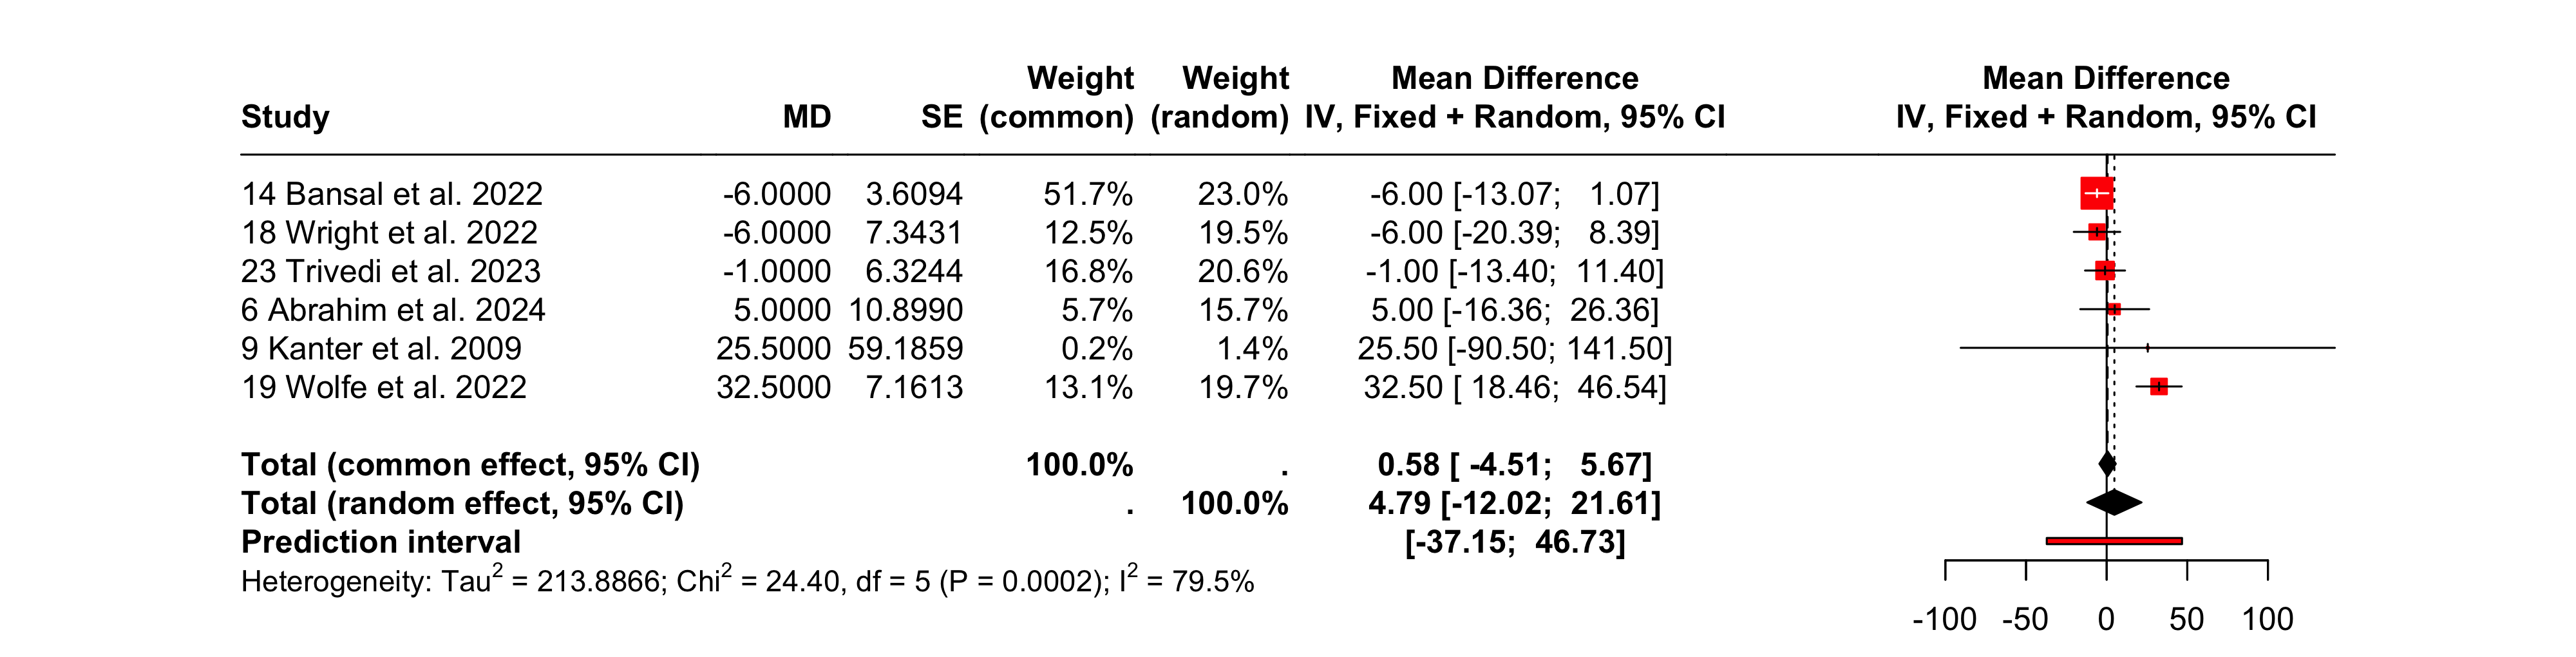 Weight Weight Mean Difference Mean Difference
Study MD SE (common) (random) IV, Fixed + Random, 95% CI IV, Fixed + Random, 95% CI
14 Bansal et al. 2022 -6.0000 3.6094 51.7% 23.0% -6.00 [-13.07; 1.07]
18 Wright et al. 2022 -6.0000 7.3431 12.5% 19.5% -6.00 [-20.39; 8.39]
23 Trivedi et al. 2023 -1.0000 6.3244 16.8% 20.6% -1.00 [-13.40; 11.40]
6 Abrahim et al. 2024 5.0000 10.8990 5.7% 15.7% 5.00 [-16.36; 26.36]
9 Kanter et al. 2009 25.5000 59.1859 0.2% 1.4% 25.50 [-90.50; 141.50]
19 Wolfe et al. 2022 32.5000 7.1613 13.1% 19.7% 32.50 [ 18.46; 46.54]
Total (common effect, 95% CI) 100.0% . 0.58 [ -4.51; 5.67]
Total (random effect, 95% CI) . 100.0% 4.79 [-12.02; 21.61]
Prediction interval [-37.15; 46.73]
Heterogeneity: Tau² = 213.8866; Chi² = 24.40, df = 5 (P = 0.0002); I² = 79.5%
-100 -50 0 50 100